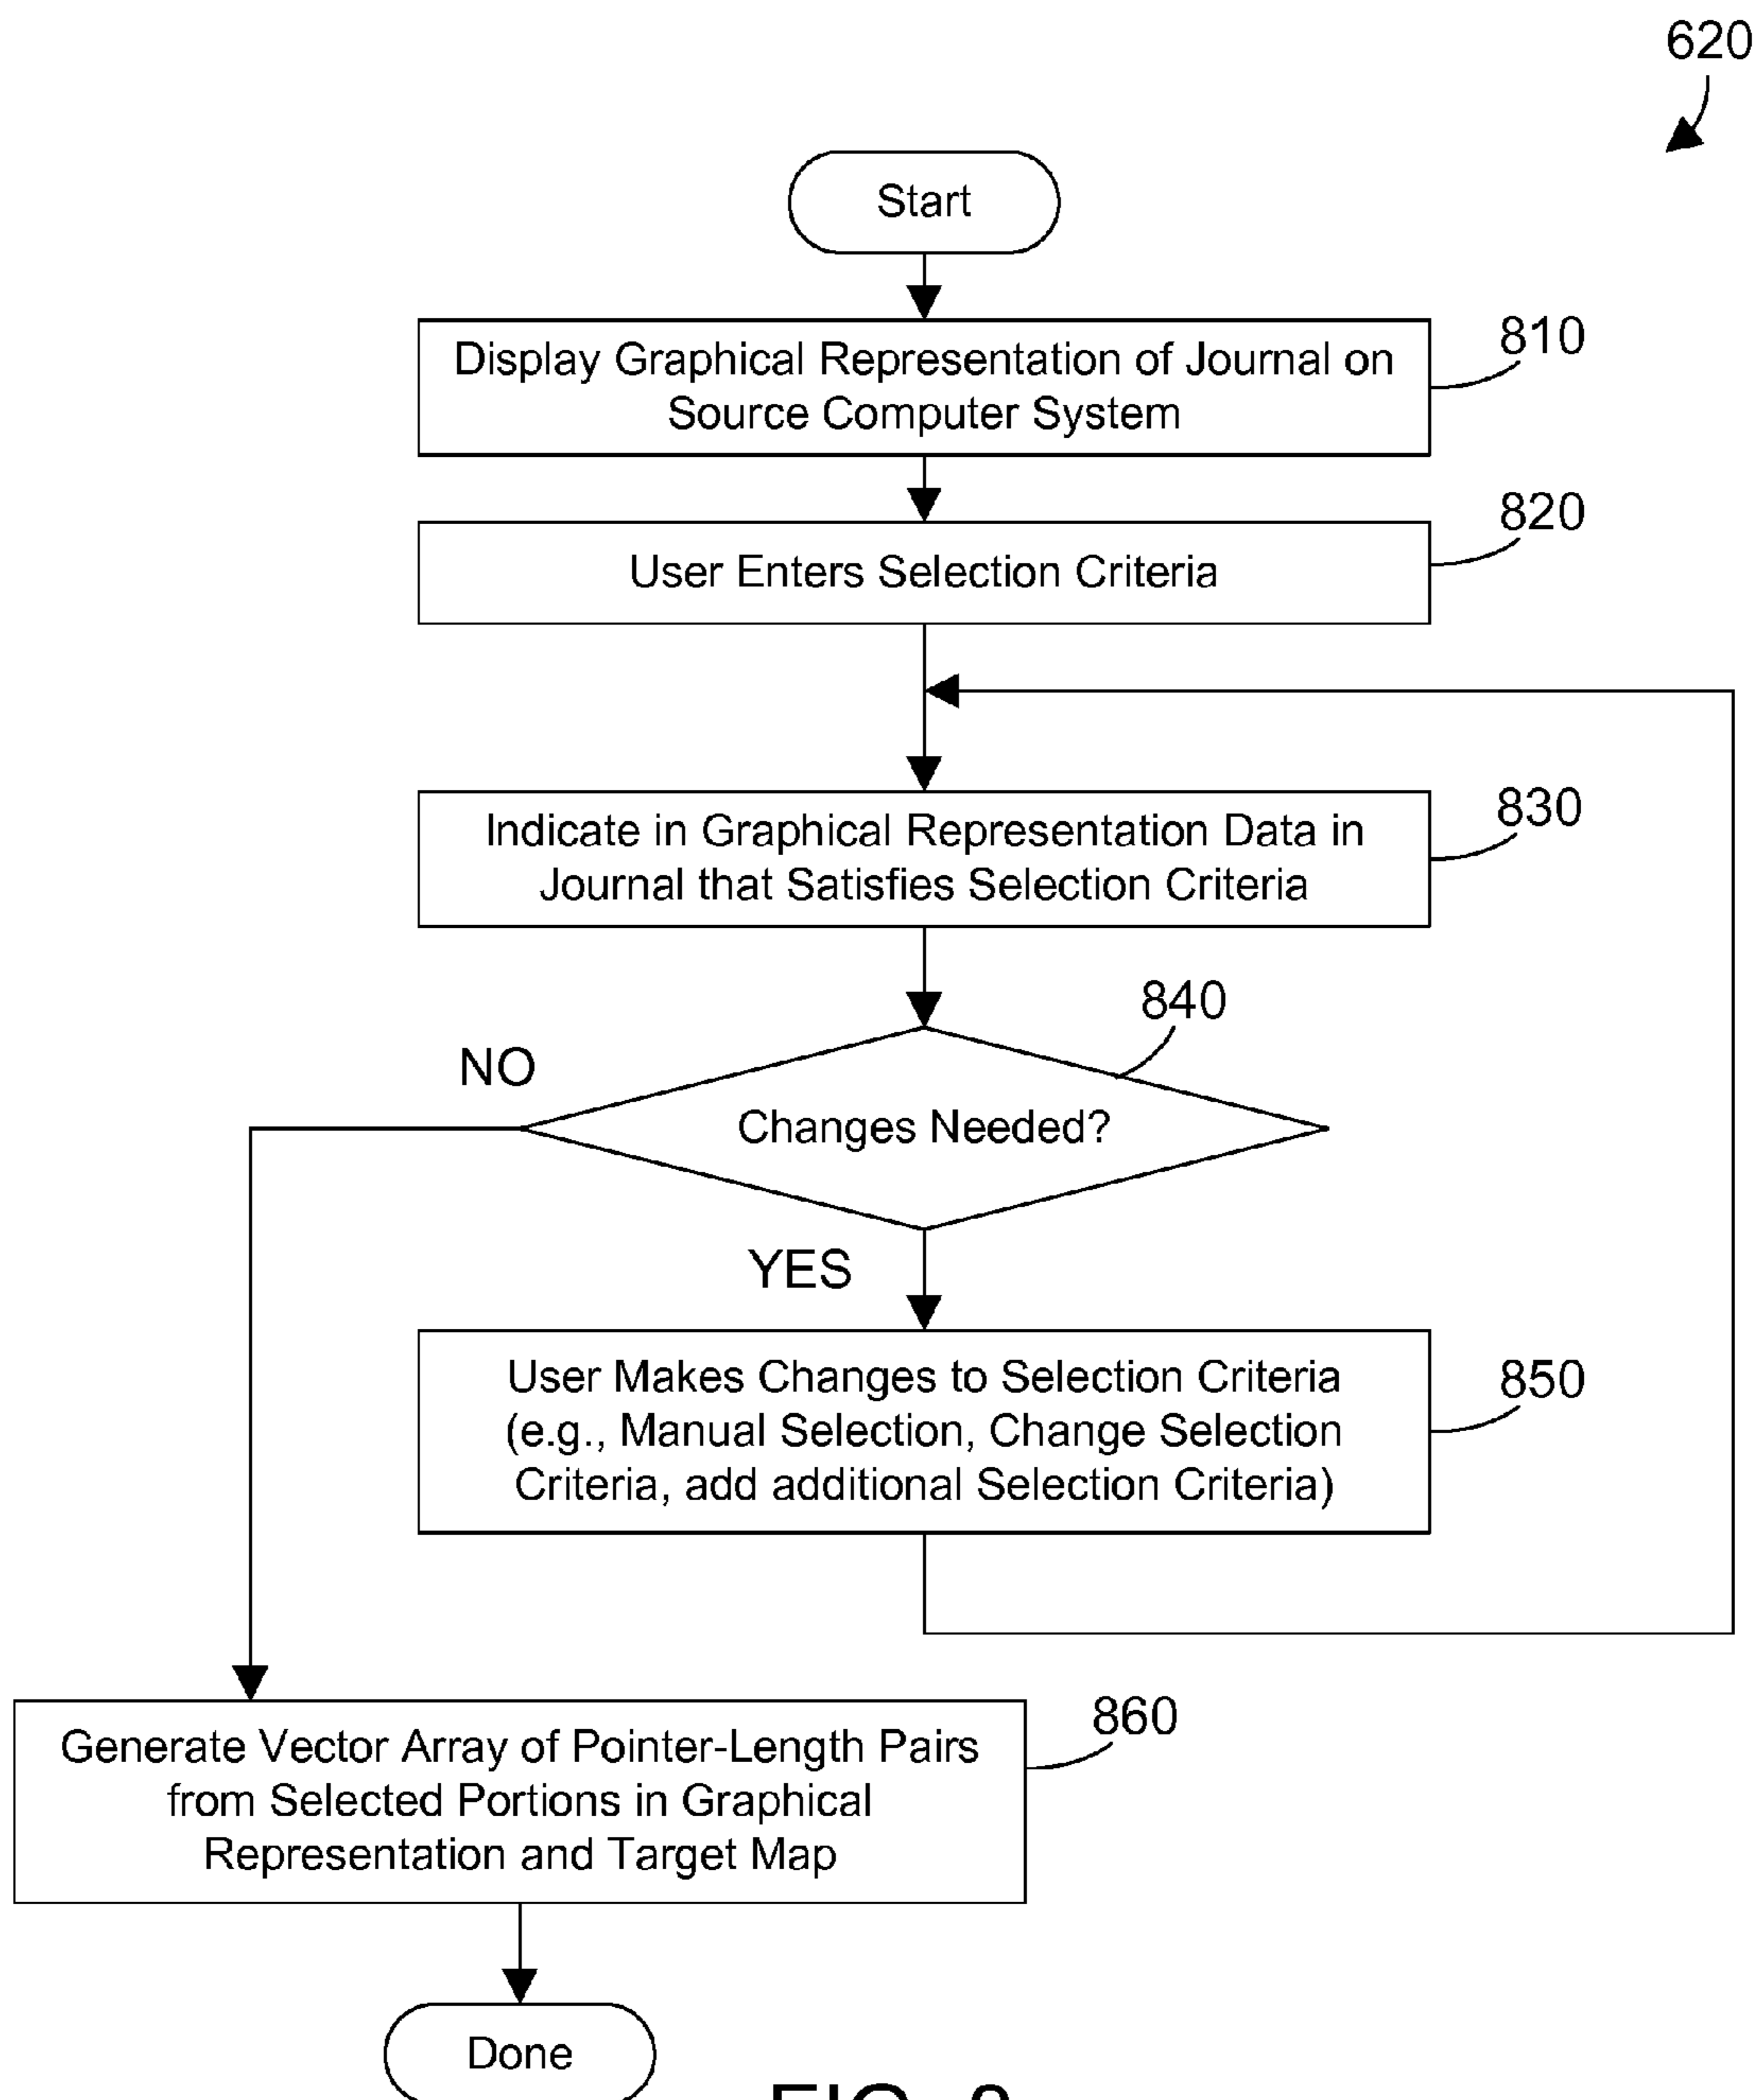 620
Start
Display Graphical Representation of Journal on
Source Computer System
810
User Enters Selection Criteria
820
Indicate in Graphical Representation Data in
Journal that Satisfies Selection Criteria
830
840
NO
Changes Needed?
YES
User Makes Changes to Selection Criteria
(e.g., Manual Selection, Change Selection
Criteria, add additional Selection Criteria)
850
Generate Vector Array of Pointer-Length Pairs
from Selected Portions in Graphical
Representation and Target Map
860
Done
FIG.